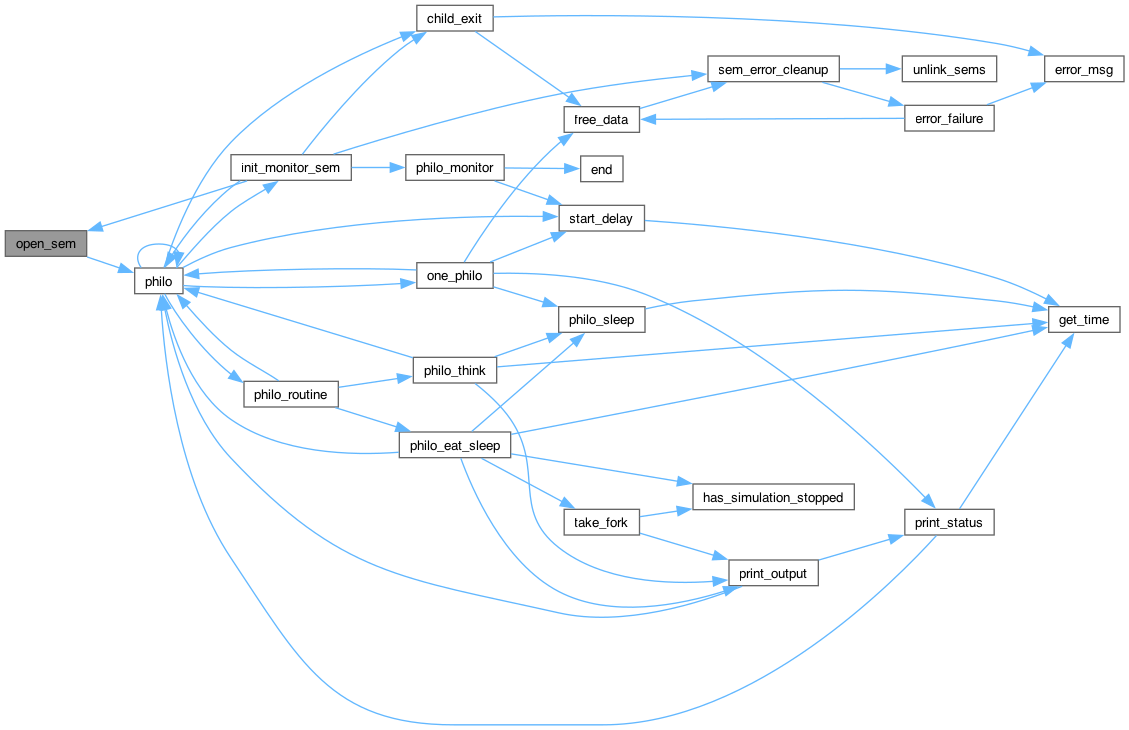 child_exit
sem_error_cleanup
unlink_sems
error_msg
free_data
error_failure
init_monitor_sem
philo_monitor
end
start_delay
open_sem
philo
one_philo
philo_sleep
get_time
philo_think
philo_routine
philo_eat_sleep
has_simulation_stopped
take_fork
print_status
print_output